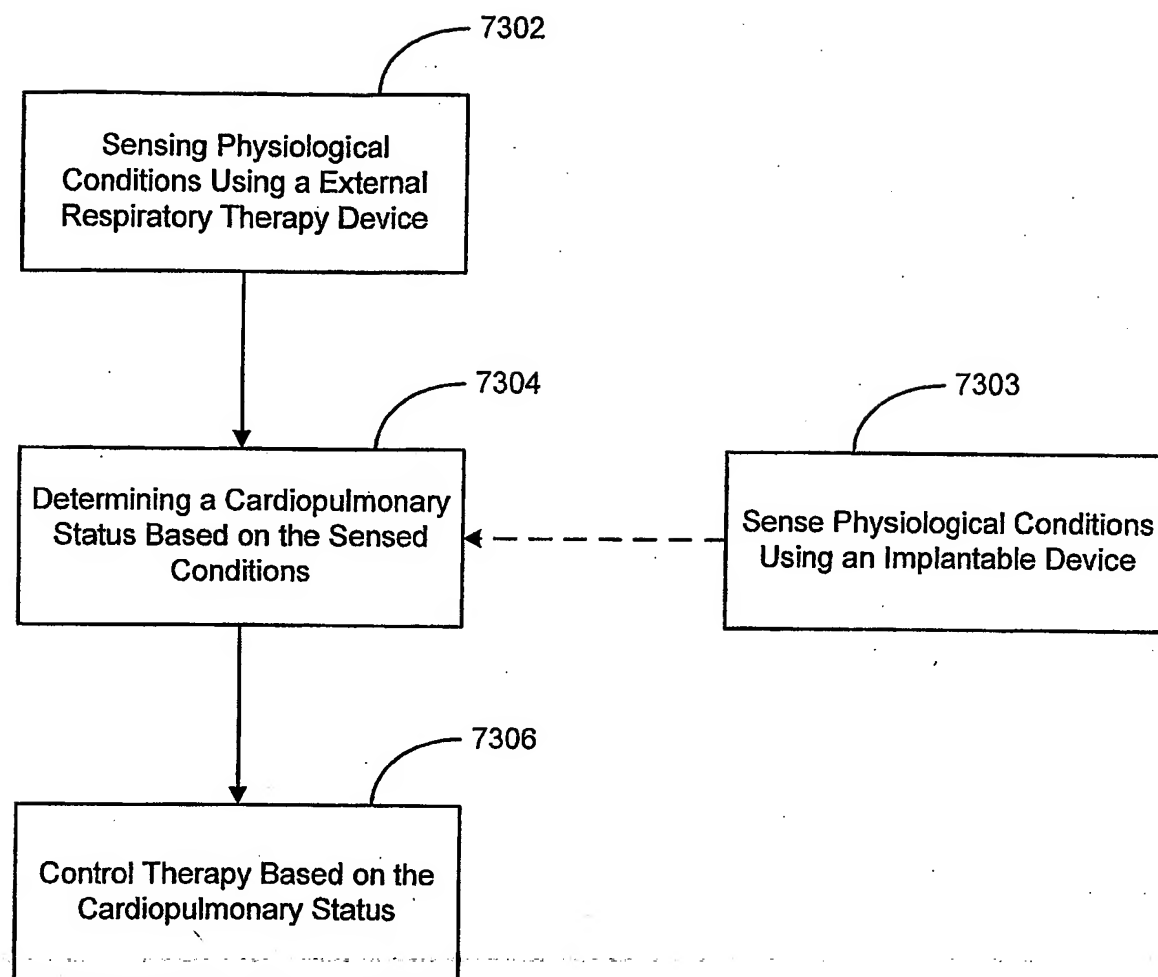 7302
Sensing Physiological
Conditions Using a External
Respiratory Therapy Device
7304
Determining a Cardiopulmonary
Status Based on the Sensed
Conditions
7303
Sense Physiological Conditions
Using an Implantable Device
7306
Control Therapy Based on the
Cardiopulmonary Status